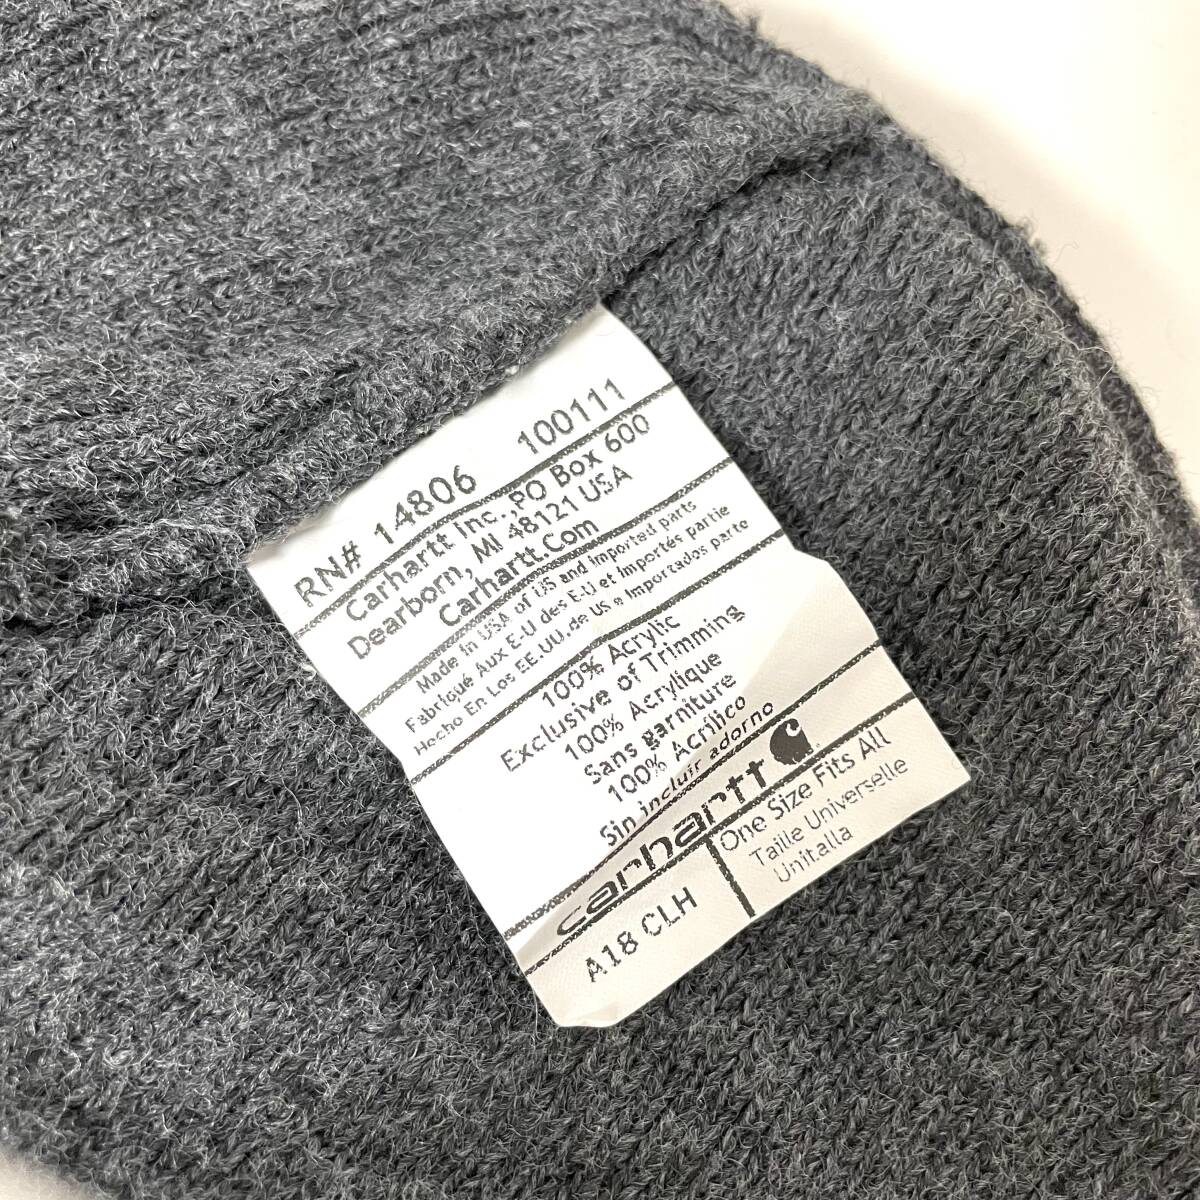 RN# 14806 100111
Carhartt Inc.,PO Box 600
Dearborn, MI 48121 USA
Carhartt.Com
Made in USA of US and imported parts
Fabriqué Aux E-U des E-U et importés partie
Hecho En Los EE.UU.de us e Importados parte
100% Acrylic
Exclusive of Trimming
100% Acrylique
Sans garniture
100% Acrílico
Sin incluir adorno
carhartt
A18 CLH
One Size Fits All
Taille Universelle
Unitalla